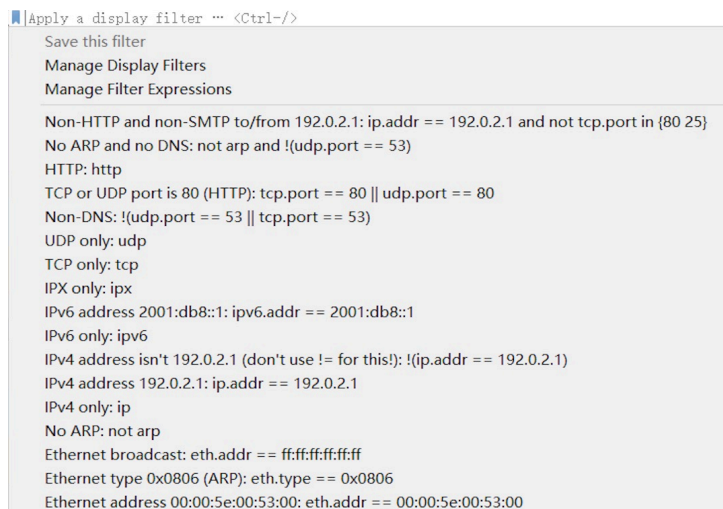 Apply a display filter … <Ctrl-/>
Save this filter
Manage Display Filters
Manage Filter Expressions
Non-HTTP and non-SMTP to/from 192.0.2.1: ip.addr == 192.0.2.1 and not tcp.port in {80 25}
No ARP and no DNS: not arp and !(udp.port == 53)
HTTP: http
TCP or UDP port is 80 (HTTP): tcp.port == 80 || udp.port == 80
Non-DNS: !(udp.port == 53 || tcp.port == 53)
UDP only: udp
TCP only: tcp
IPX only: ipx
IPv6 address 2001:db8::1: ipv6.addr == 2001:db8::1
IPv6 only: ipv6
IPv4 address isn't 192.0.2.1 (don't use != for this!): !(ip.addr == 192.0.2.1)
IPv4 address 192.0.2.1: ip.addr == 192.0.2.1
IPv4 only: ip
No ARP: not arp
Ethernet broadcast: eth.addr == ff:ff:ff:ff:ff:ff
Ethernet type 0x0806 (ARP): eth.type == 0x0806
Ethernet address 00:00:5e:00:53:00: eth.addr == 00:00:5e:00:53:00